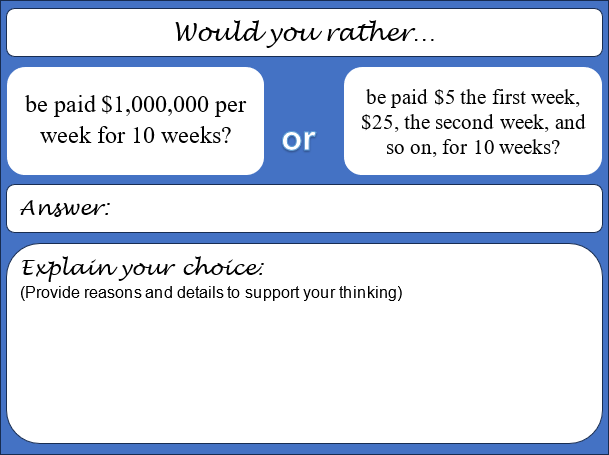 Would you rather...
be paid $1,000,000 per
week for 10 weeks?
or
be paid $5 the first week,
$25, the second week, and
so on, for 10 weeks?
Answer:
Explain your choice:
(Provide reasons and details to support your thinking)